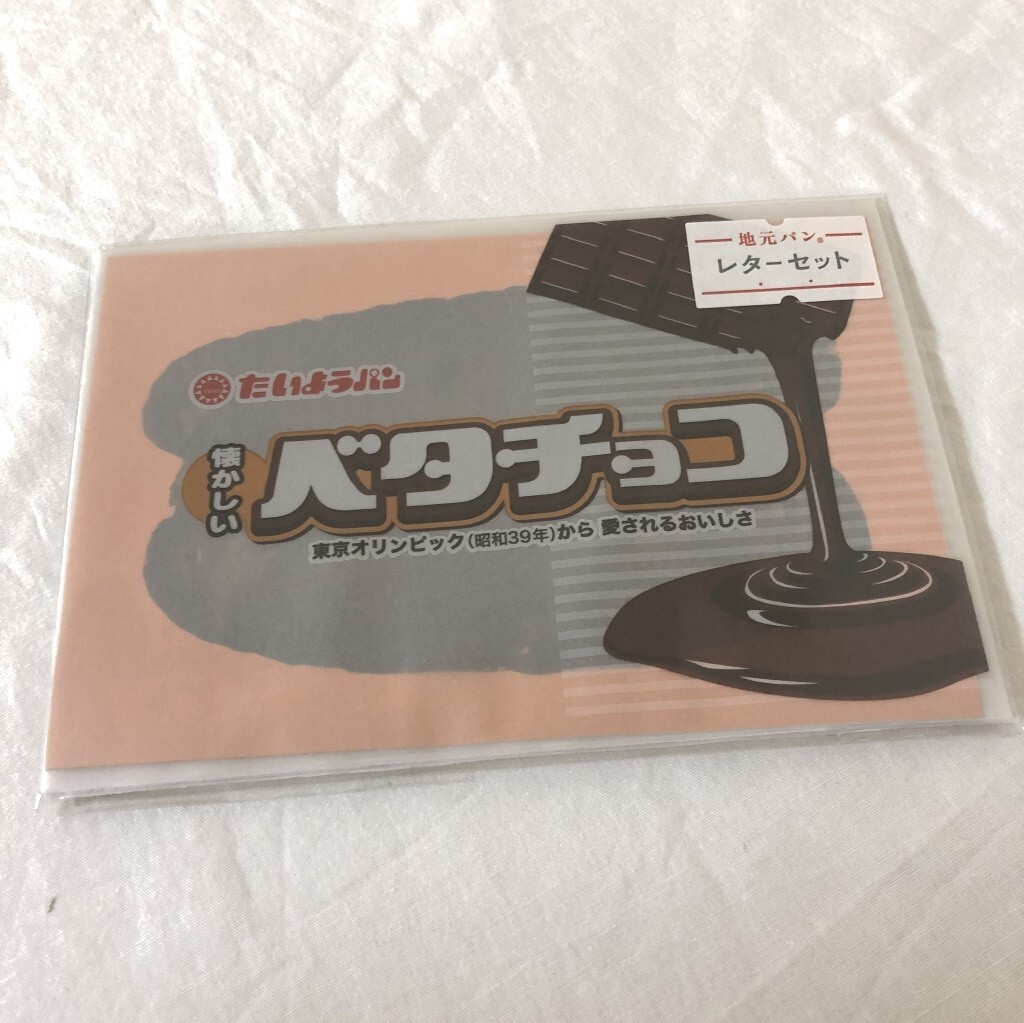 地元パン®
レターセット
たいようパン
懐かしい
ベタチョコ
東京オリンピック(昭和39年)から 愛されるおいしさ